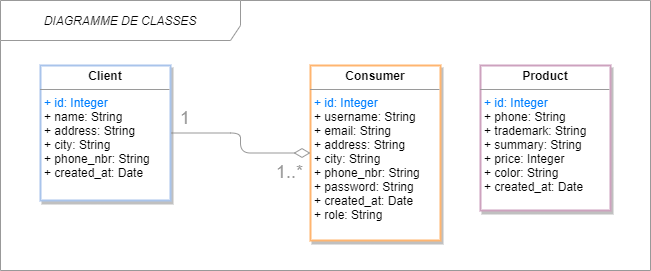 DIAGRAMME DE CLASSES
Client
+ id: Integer
+ name: String
+ address: String
+ city: String
+ phone_nbr: String
+ created_at: Date
1
1..*
Consumer
+ id: Integer
+ username: String
+ email: String
+ address: String
+ city: String
+ phone_nbr: String
+ password: String
+ created_at: Date
+ role: String
Product
+ id: Integer
+ phone: String
+ trademark: String
+ summary: String
+ price: Integer
+ color: String
+ created_at: Date